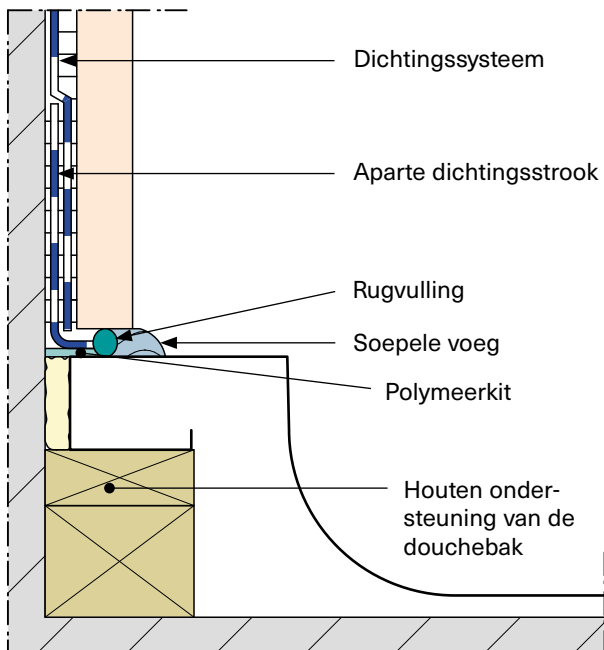 Dichtingssysteem
Aparte dichtingsstrook
Rugvulling
Soepele voeg
Polymeerkit
Houten onder-
steuning van de
douchebak